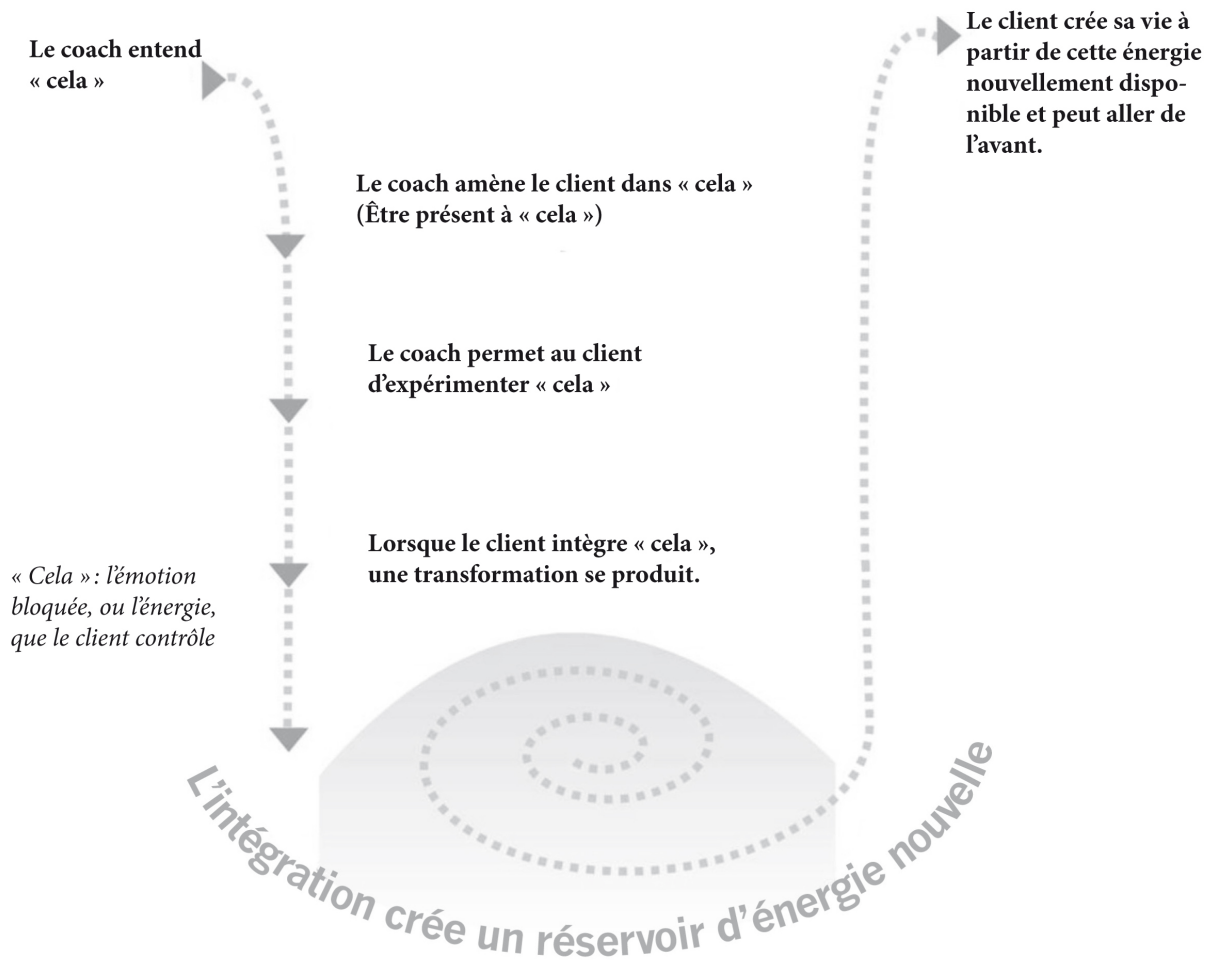 Le coach entend
« cela »
Le client crée sa vie à
partir de cette énergie
nouvellement dispo-
nible et peut aller de
l’avant.
Le coach amène le client dans « cela »
(Être présent à « cela »)
Le coach permet au client
d’expérimenter « cela »
Lorsque le client intègre « cela »,
une transformation se produit.
« Cela » : l’émotion
bloquée, ou l’énergie,
que le client contrôle
L’intégration crée un réservoir d’énergie nouvelle